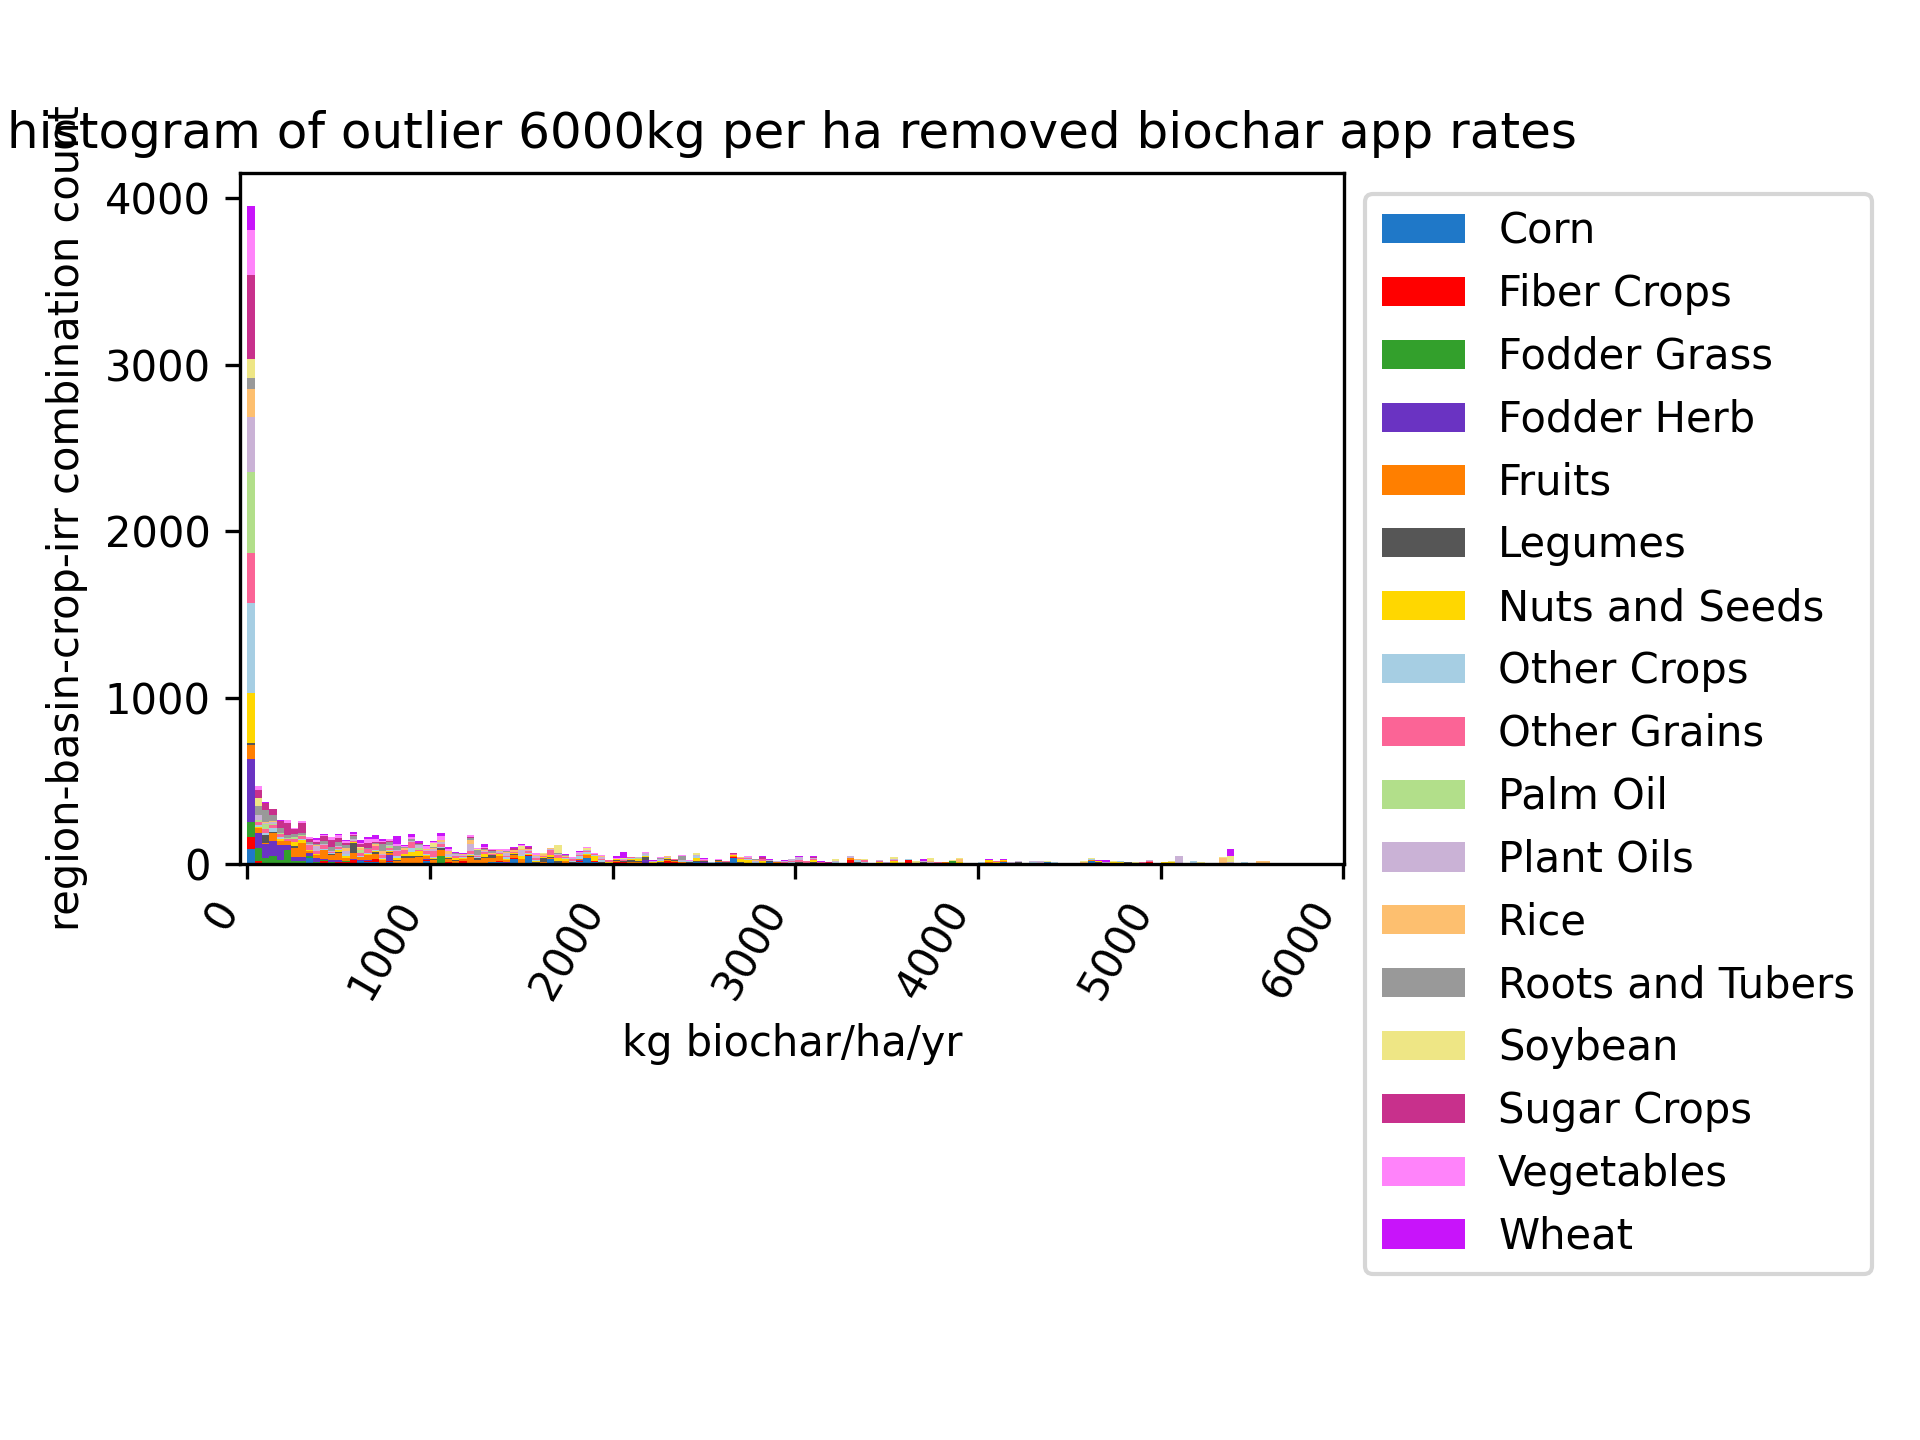 histogram of outlier 6000kg per ha removed biochar app rates
region-basin-crop-irr combination count
4000
3000
2000
1000
0
0
1000
2000
3000
4000
5000
6000
kg biochar/ha/yr
Corn
Fiber Crops
Fodder Grass
Fodder Herb
Fruits
Legumes
Nuts and Seeds
Other Crops
Other Grains
Palm Oil
Plant Oils
Rice
Roots and Tubers
Soybean
Sugar Crops
Vegetables
Wheat